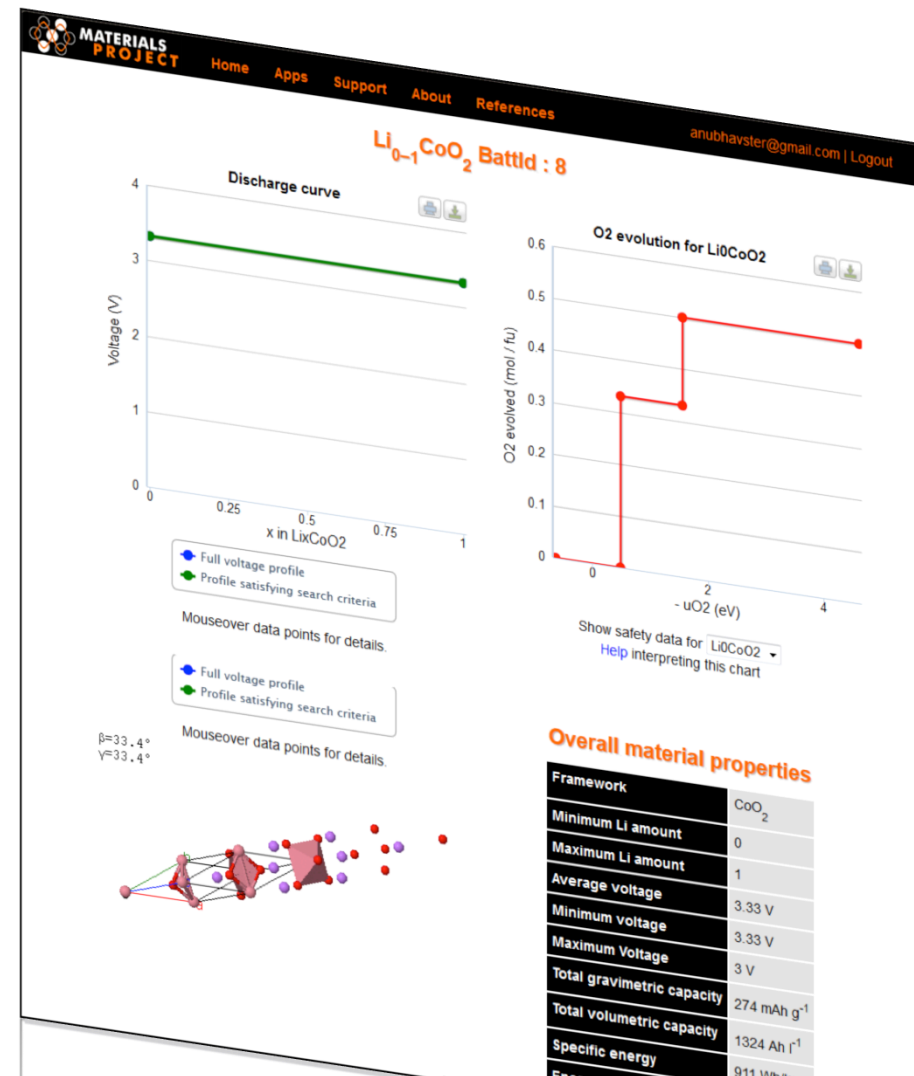 MATERIALS
PROJECT
Home Apps Support About References
anubhavster@gmail.com | Logout
Li0–1CoO2 BattId : 8
Discharge curve
4
3
2
1
0
Voltage (V)
0 0.25 0.5 0.75 1
x in LixCoO2
Full voltage profile
Profile satisfying search criteria
Mouseover data points for details.
Full voltage profile
Profile satisfying search criteria
Mouseover data points for details.
β=33.4°
γ=33.4°
O2 evolution for Li0CoO2
0.6
0.5
0.4
0.3
0.2
0.1
0
O2 evolved (mol / fu)
0 2 4
- uO2 (eV)
Show safety data for Li0CoO2
Help interpreting this chart
Overall material properties
Framework CoO2
Minimum Li amount 0
Maximum Li amount 1
Average voltage 3.33 V
Minimum voltage 3.33 V
Maximum Voltage 3 V
Total gravimetric capacity 274 mAh g-1
Total volumetric capacity 1324 Ah l-1
Specific energy 911